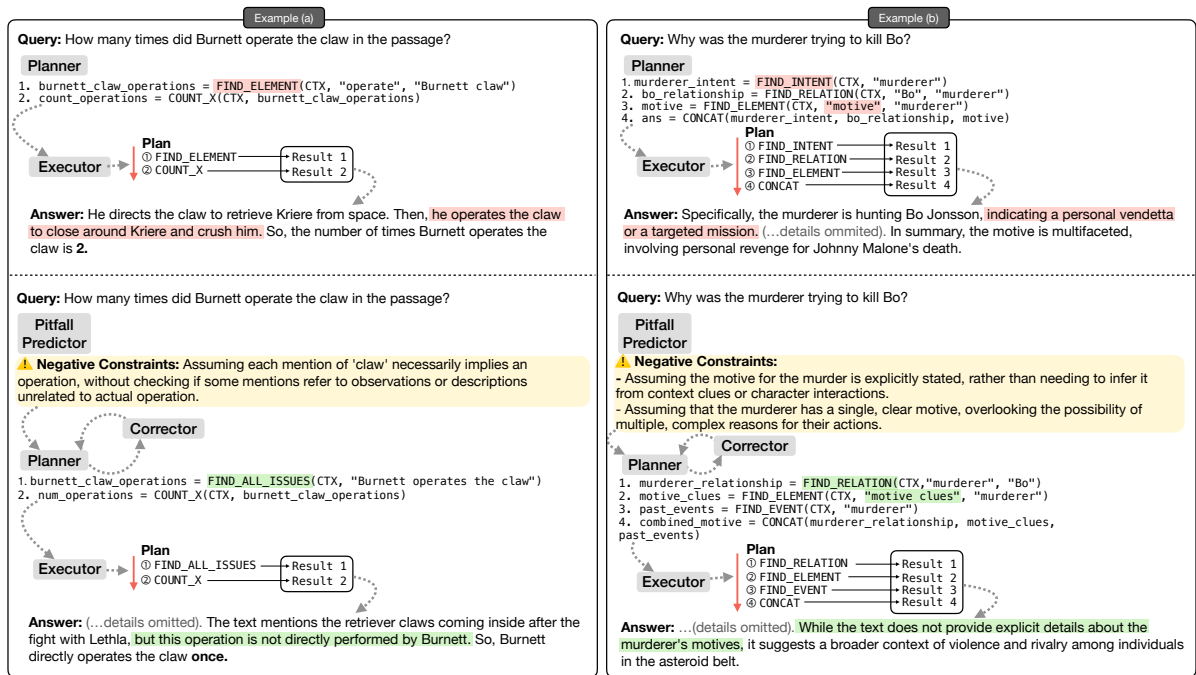 Example (a)
Query: How many times did Burnett operate the claw in the passage?
Planner
1. burnett_claw_operations = FIND_ELEMENT(CTX, "operate", "Burnett claw")
2. count_operations = COUNT_X(CTX, burnett_claw_operations)
Executor
Plan
① FIND_ELEMENT
② COUNT_X
Result 1
Result 2
Answer: He directs the claw to retrieve Kriere from space. Then, he operates the claw
to close around Kriere and crush him. So, the number of times Burnett operates the
claw is 2.
Query: How many times did Burnett operate the claw in the passage?
Pitfall
Predictor
Negative Constraints: Assuming each mention of 'claw' necessarily implies an
operation, without checking if some mentions refer to observations or descriptions
unrelated to actual operation.
Corrector
Planner
1. burnett_claw_operations = FIND_ALL_ISSUES(CTX, "Burnett operates the claw")
2. num_operations = COUNT_X(CTX, burnett_claw_operations)
Executor
Plan
① FIND_ALL_ISSUES
② COUNT_X
Result 1
Result 2
Answer: (...details omitted). The text mentions the retriever claws coming inside after the
fight with Lethla, but this operation is not directly performed by Burnett. So, Burnett
directly operates the claw once.
Example (b)
Query: Why was the murderer trying to kill Bo?
Planner
1. murderer_intent = FIND_INTENT(CTX, "murderer")
2. bo_relationship = FIND_RELATION(CTX, "Bo", "murderer")
3. motive = FIND_ELEMENT(CTX, "motive", "murderer")
4. ans = CONCAT(murderer_intent, bo_relationship, motive)
Executor
Plan
① FIND_INTENT
② FIND_RELATION
③ FIND_ELEMENT
④ CONCAT
Result 1
Result 2
Result 3
Result 4
Answer: Specifically, the murderer is hunting Bo Jonsson, indicating a personal vendetta
or a targeted mission. (...details ommited). In summary, the motive is multifaceted,
involving personal revenge for Johnny Malone's death.
Query: Why was the murderer trying to kill Bo?
Pitfall
Predictor
Negative Constraints:
- Assuming the motive for the murder is explicitly stated, rather than needing to infer it
from context clues or character interactions.
- Assuming that the murderer has a single, clear motive, overlooking the possibility of
multiple, complex reasons for their actions.
Corrector
Planner
1. murderer_relationship = FIND_RELATION(CTX,"murderer", "Bo")
2. motive_clues = FIND_ELEMENT(CTX, "motive clues", "murderer")
3. past_events = FIND_EVENT(CTX, "murderer")
4. combined_motive = CONCAT(murderer_relationship, motive_clues,
past_events)
Executor
Plan
① FIND_RELATION
② FIND_ELEMENT
③ FIND_EVENT
④ CONCAT
Result 1
Result 2
Result 3
Result 4
Answer: ...(details omitted). While the text does not provide explicit details about the
murderer's motives, it suggests a broader context of violence and rivalry among individuals
in the asteroid belt.